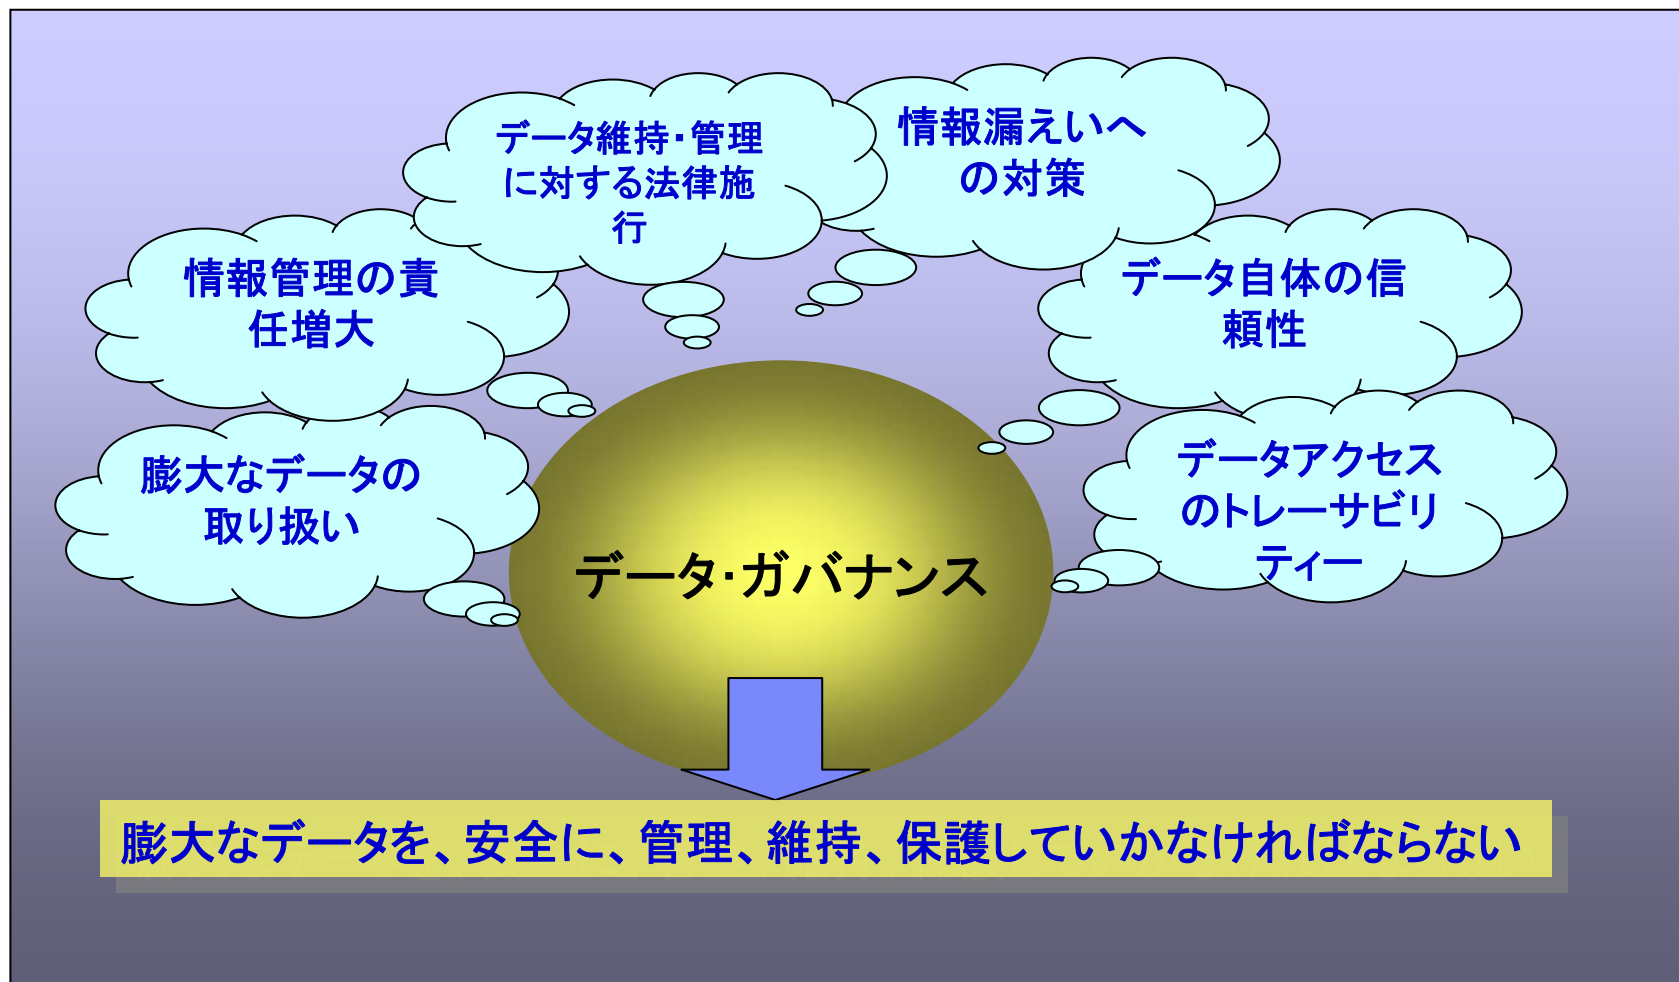 データ維持・管理
に対する法律施
行
情報漏えいへ
の対策
情報管理の責
任増大
データ自体の信
頼性
膨大なデータの
取り扱い
データアクセス
のトレーサビリ
ティー
データ・ガバナンス
膨大なデータを、安全に、管理、維持、保護していかなければならない